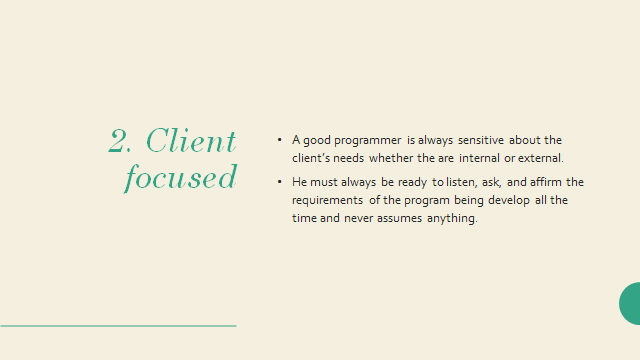 2. Client
focused
• A good programmer is always sensitive about the
client's needs whether the are internal or external.
• He must always be ready to listen, ask, and affirm the
requirements of the program being develop all the
time and never assumes anything.